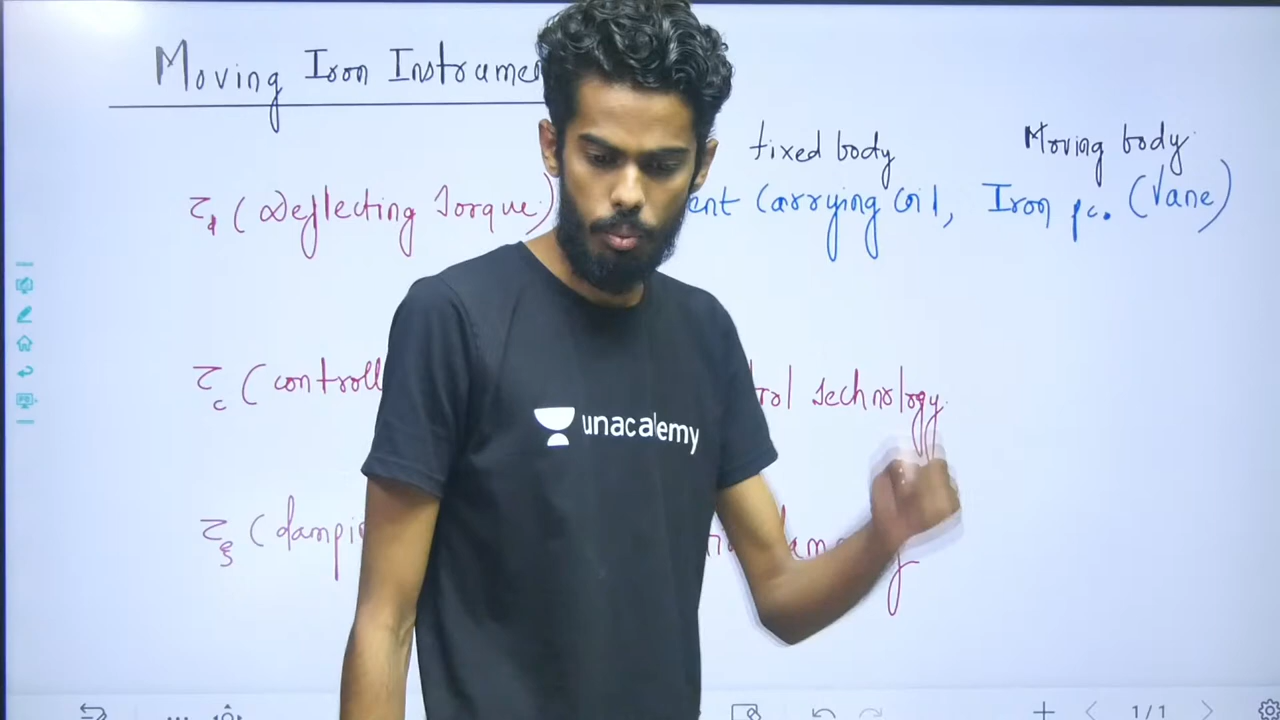 Moving Iron Instrume
fixed body
Moving body
τd (Deflecting Torque)
ent Carrying Coil, Iron pc. (Vane)
τc (controll
rol technology
τξ (dampi
unacademy
1/1